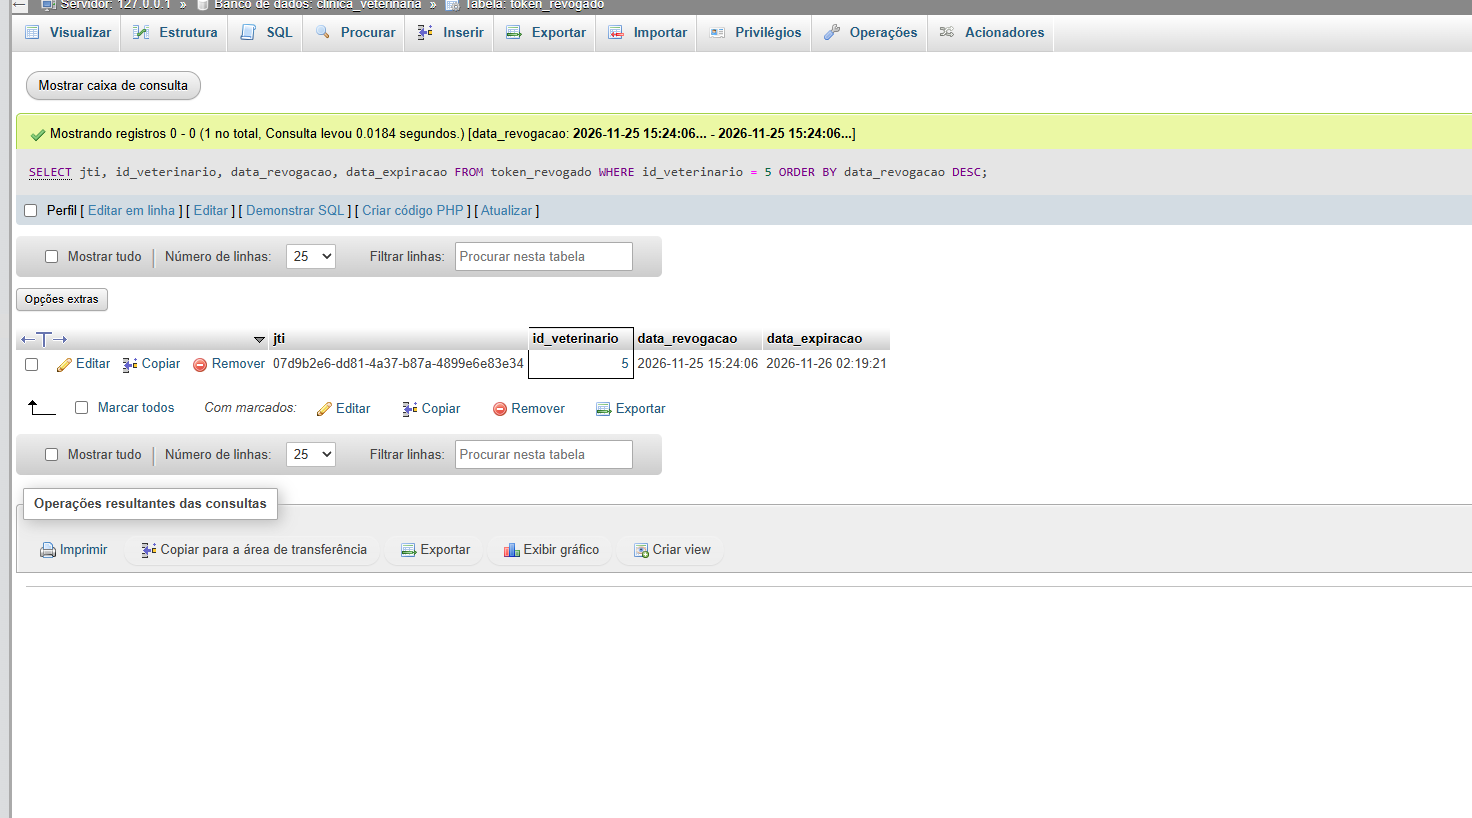 Servidor: 127.0.0.1 » Banco de dados: clinica_veterinaria » Tabela: token_revogado
Visualizar Estrutura SQL Procurar Inserir Exportar Importar Privilégios Operações Acionadores
Mostrar caixa de consulta
Mostrando registros 0 - 0 (1 no total, Consulta levou 0.0184 segundos.) [data_revogacao: 2026-11-25 15:24:06... - 2026-11-25 15:24:06...]
SELECT jti, id_veterinario, data_revogacao, data_expiracao FROM token_revogado WHERE id_veterinario = 5 ORDER BY data_revogacao DESC;
Perfil [ Editar em linha ] [ Editar ] [ Demonstrar SQL ] [ Criar código PHP ] [ Atualizar ]
Mostrar tudo Número de linhas: 25 Filtrar linhas: Procurar nesta tabela
Opções extras
jti id_veterinario data_revogacao data_expiracao
Editar Copiar Remover 07d9b2e6-dd81-4a37-b87a-4899e6e83e34 5 2026-11-25 15:24:06 2026-11-26 02:19:21
Marcar todos Com marcados: Editar Copiar Remover Exportar
Mostrar tudo Número de linhas: 25 Filtrar linhas: Procurar nesta tabela
Operações resultantes das consultas
Imprimir Copiar para a área de transferência Exportar Exibir gráfico Criar view